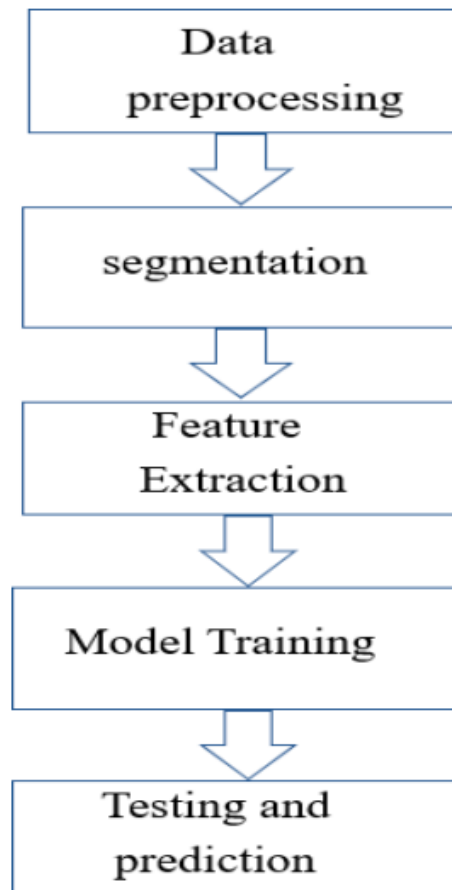 Data
preprocessing
segmentation
Feature
Extraction
Model Training
Testing and
prediction